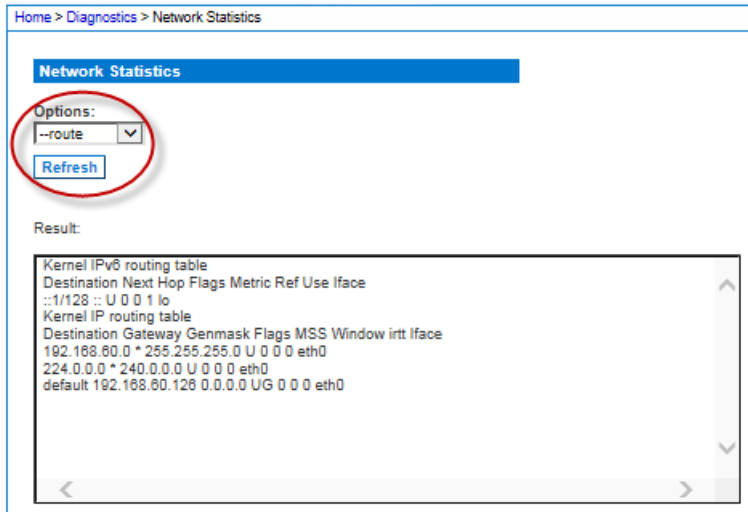 Home > Diagnostics > Network Statistics
Network Statistics
Options:
--route
Refresh
Result:
Kernel IPv6 routing table
Destination Next Hop Flags Metric Ref Use Iface
::1/128 :: U 0 0 1 lo
Kernel IP routing table
Destination Gateway Genmask Flags MSS Window irtt Iface
192.168.60.0 * 255.255.255.0 U 0 0 0 eth0
224.0.0.0 * 240.0.0.0 U 0 0 0 eth0
default 192.168.60.126 0.0.0.0 UG 0 0 0 eth0